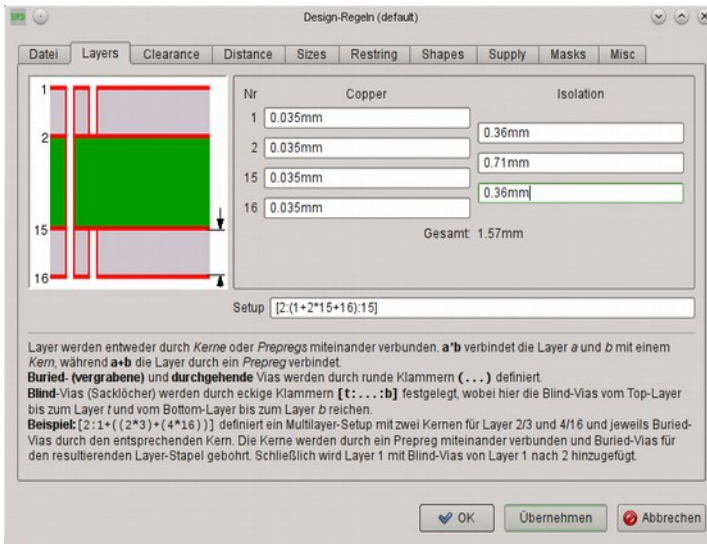 BRD
Design-Regeln (default)
Datei Layers Clearance Distance Sizes Restring Shapes Supply Masks Misc
Nr Copper Isolation
1 0.035mm
0.36mm
2 0.035mm
0.71mm
15 0.035mm
0.36mm
16 0.035mm
Gesamt: 1.57mm
1
2
15
16
Setup [2:(1+2*15+16):15]
Layer werden entweder durch Kerne oder Prepregs miteinander verbunden. a*b verbindet die Layer a und b mit einem
Kern, während a+b die Layer durch ein Prepreg verbindet.
Buried- (vergrabene) und durchgehende Vias werden durch runde Klammern (...) definiert.
Blind-Vias (Sacklöcher) werden durch eckige Klammern [t:...:b] festgelegt, wobei hier die Blind-Vias vom Top-Layer
bis zum Layer t und vom Bottom-Layer bis zum Layer b reichen.
Beispiel: [2:1+((2*3)+(4*16))] definiert ein Multilayer-Setup mit zwei Kernen für Layer 2/3 und 4/16 und jeweils Buried-
Vias durch den entsprechenden Kern. Die Kerne werden durch ein Prepreg miteinander verbunden und Buried-Vias für
den resultierenden Layer-Stapel gebohrt. Schließlich wird Layer 1 mit Blind-Vias von Layer 1 nach 2 hinzugefügt.
OK Übernehmen Abbrechen